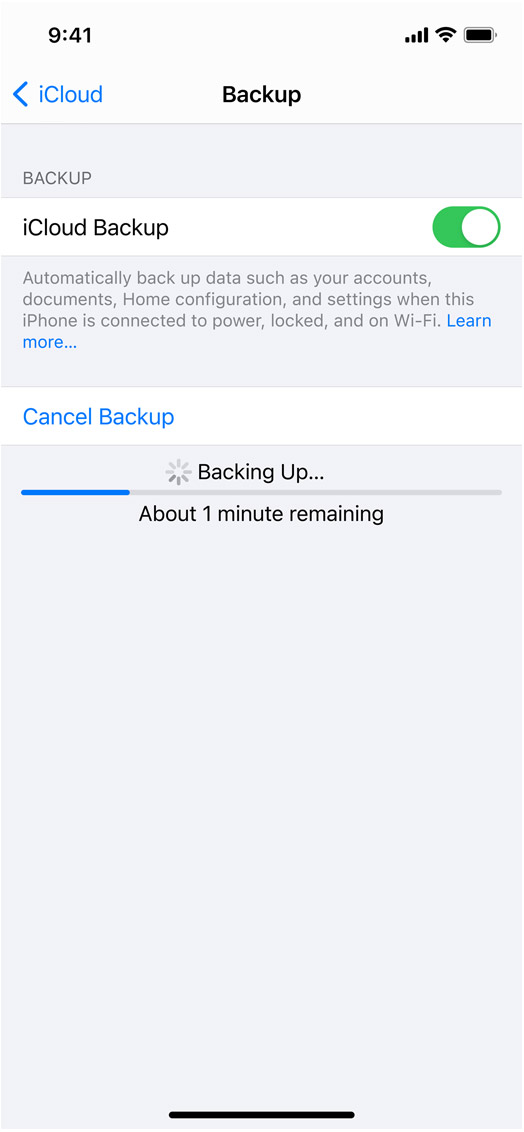 9:41
iCloud
Backup
BACKUP
iCloud Backup
Automatically back up data such as your accounts,
documents, Home configuration, and settings when this
iPhone is connected to power, locked, and on Wi-Fi. Learn
more...
Cancel Backup
Backing Up...
About 1 minute remaining